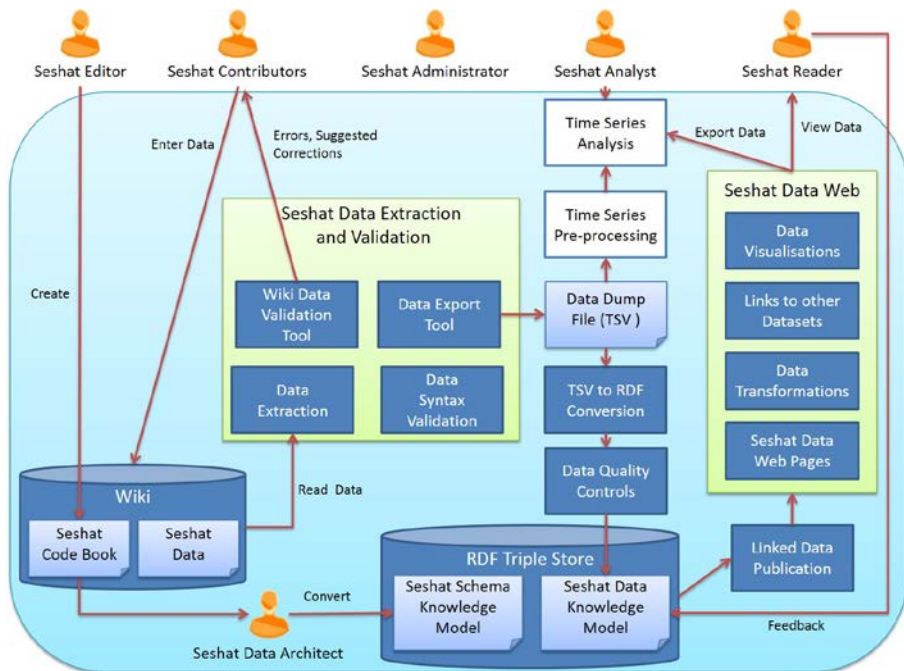 Seshat Editor
Seshat Contributors
Seshat Administrator
Seshat Analyst
Seshat Reader
Enter Data
Errors, Suggested
Corrections
Time Series
Analysis
Export Data
View Data
Seshat Data Extraction
and Validation
Time Series
Pre-processing
Seshat Data Web
Data
Visualisations
Create
Wiki Data
Validation
Tool
Data Export
Tool
Data Dump
File (TSV )
Links to other
Datasets
Data
Extraction
Data
Syntax
Validation
TSV to RDF
Conversion
Data
Transformations
Seshat Data
Web Pages
Wiki
Read Data
Data Quality
Controls
Seshat
Code Book
Seshat
Data
RDF Triple Store
Linked Data
Publication
Seshat Schema
Knowledge
Model
Seshat Data
Knowledge
Model
Convert
Feedback
Seshat Data Architect